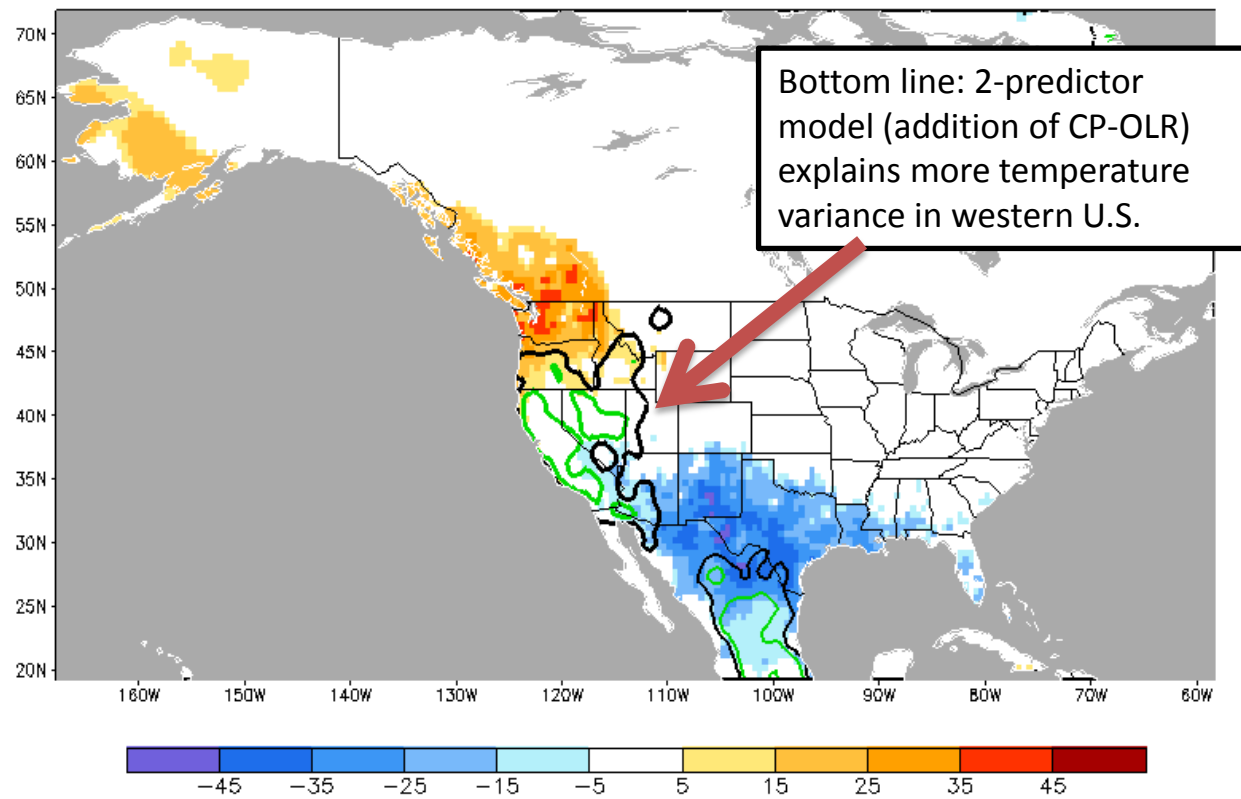 70N
65N
60N
55N
50N
45N
40N
35N
30N
25N
20N
Bottom line: 2-predictor
model (addition of CP-OLR)
explains more temperature
variance in western U.S.
160W 150W 140W 130W 120W 110W 100W 90W 80W 70W 60W
−45 −35 −25 −15 −5 5 15 25 35 45